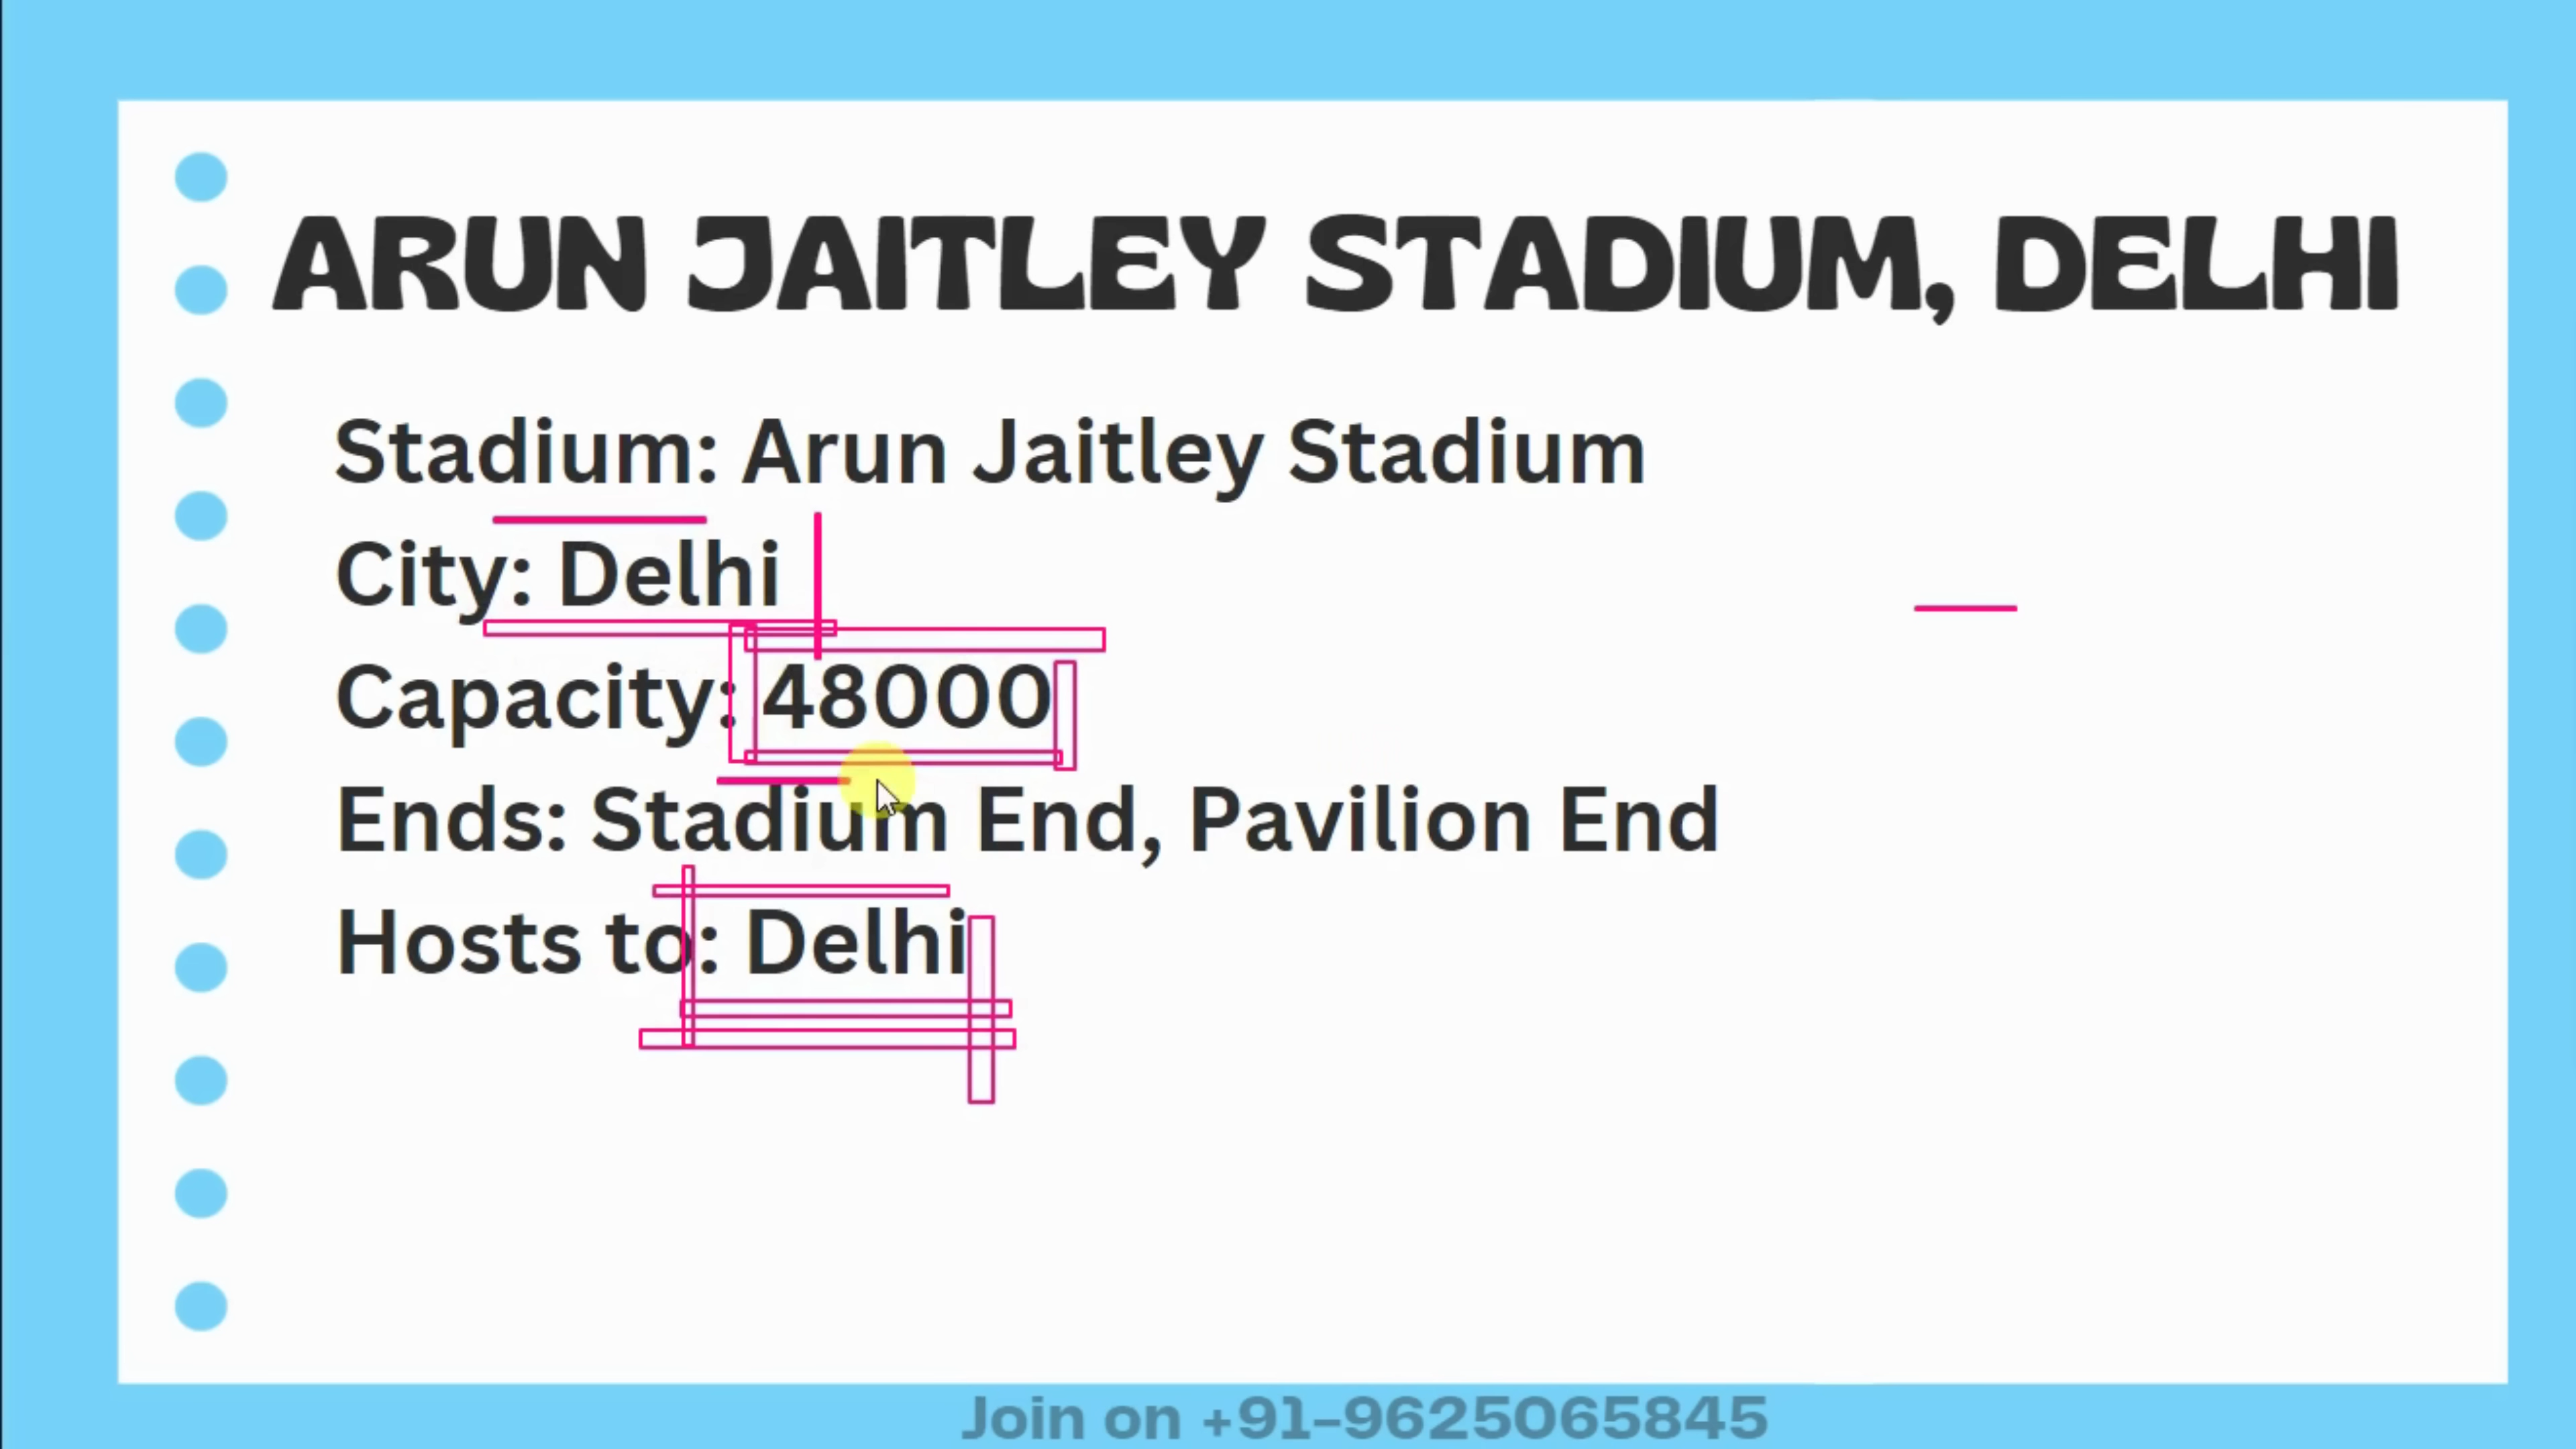 ARUN JAITLEY STADIUM, DELHI
Stadium: Arun Jaitley Stadium
City: Delhi
Capacity: 48000
Ends: Stadium End, Pavilion End
Hosts to: Delhi
Join on +91-9625065845